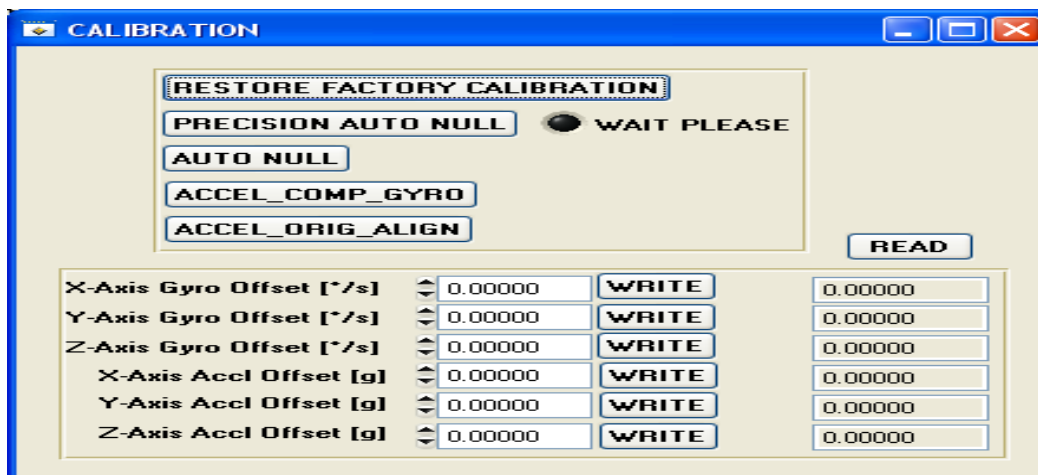 CALIBRATION
RESTORE FACTORY CALIBRATION
PRECISION AUTO NULL WAIT PLEASE
AUTO NULL
ACCEL_COMP_GYRO
ACCEL_ORIG_ALIGN
READ
X-Axis Gyro Offset [°/s] 0.00000 WRITE 0.00000
Y-Axis Gyro Offset [°/s] 0.00000 WRITE 0.00000
Z-Axis Gyro Offset [°/s] 0.00000 WRITE 0.00000
X-Axis Accl Offset [g] 0.00000 WRITE 0.00000
Y-Axis Accl Offset [g] 0.00000 WRITE 0.00000
Z-Axis Accl Offset [g] 0.00000 WRITE 0.00000